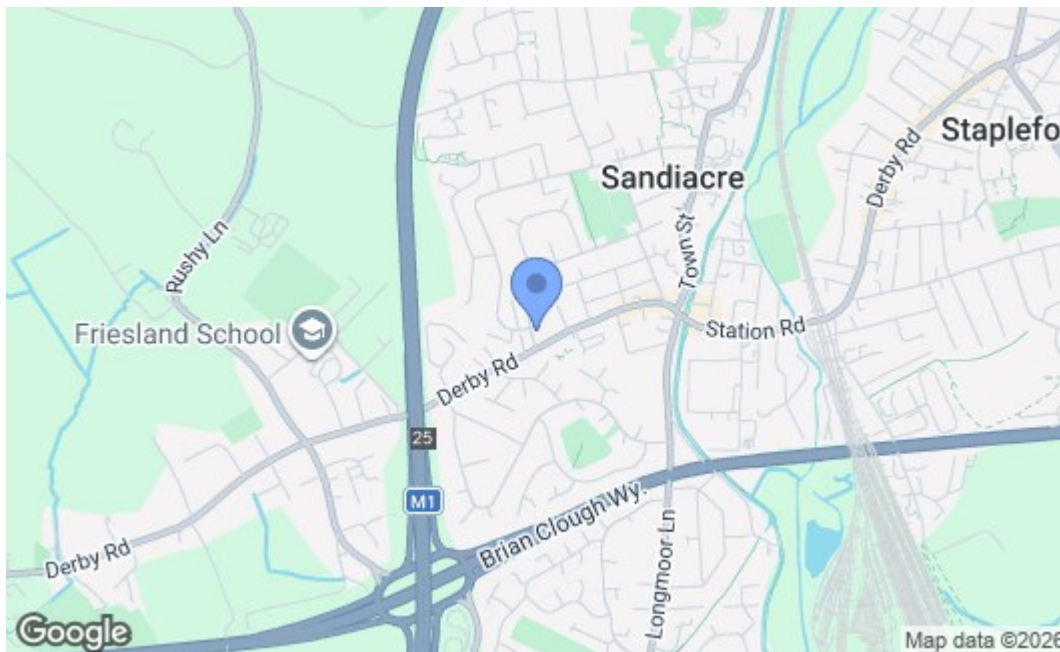 Staplefo
Derby Rd
Sandiacre
Town St
Rushy Ln
Friesland School
Station Rd
Derby Rd
25
M1
Brian Clough Wy.
Longmoor Ln
Derby Rd
Google
Map data ©2026